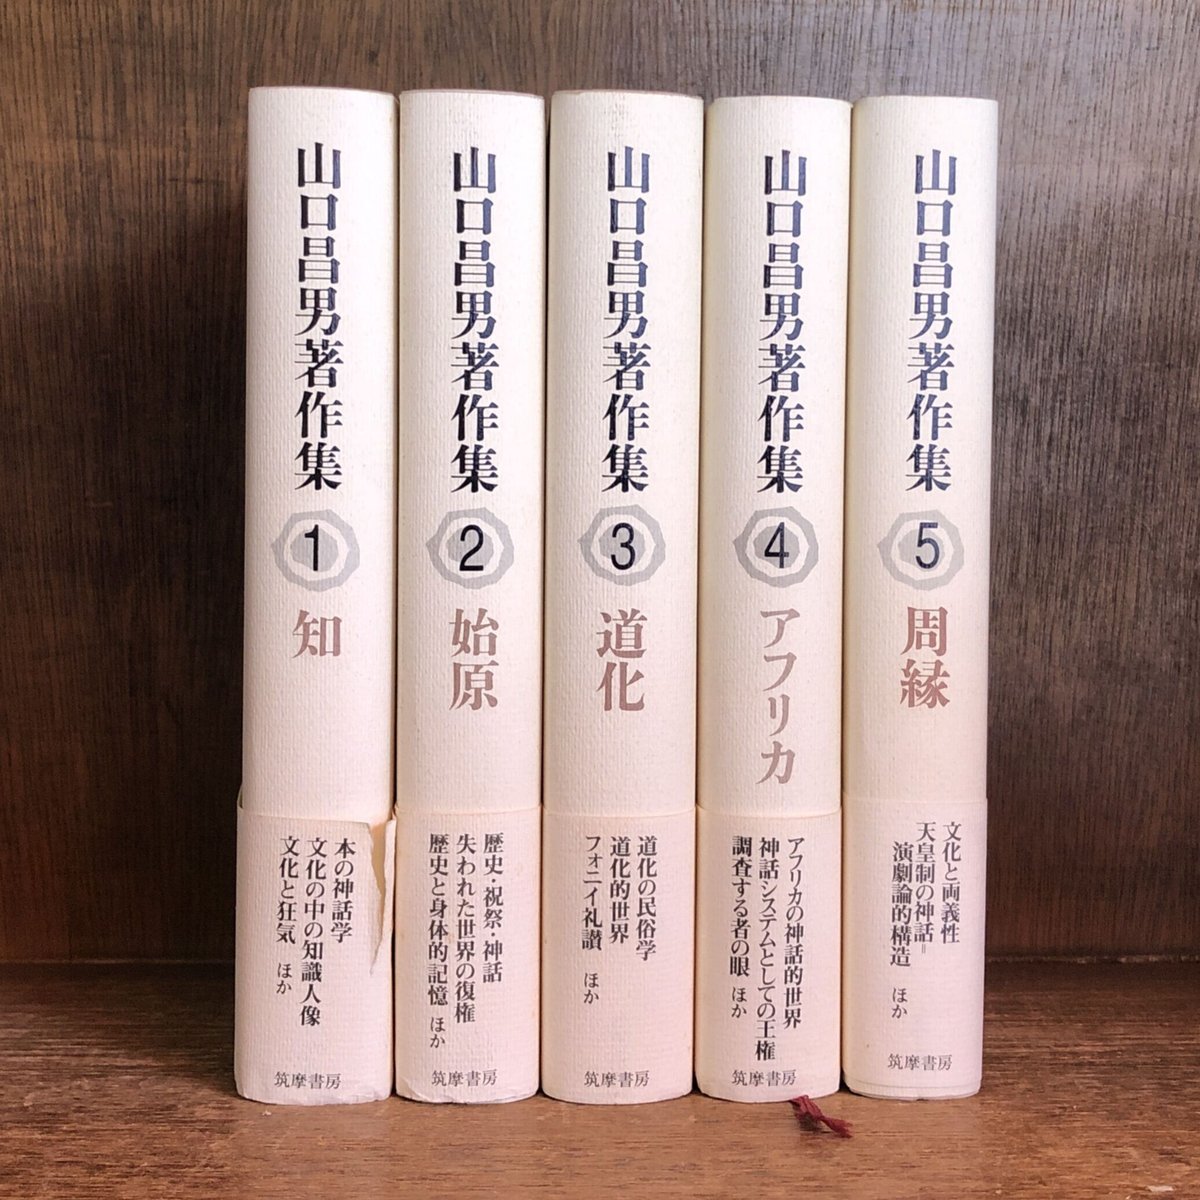 山口昌男著作集
1
知
本の神話学
文化の中の知識人像
文化と狂気 ほか
筑摩書房
山口昌男著作集
2
始原
歴史・祝祭・神話
失われた世界の復権
歴史と身体的記憶 ほか
筑摩書房
山口昌男著作集
3
道化
道化の民俗学
道化的世界
フォニイ礼讃 ほか
筑摩書房
山口昌男著作集
4
アフリカ
アフリカの神話的世界
神話システムとしての王権
調査する者の眼 ほか
筑摩書房
山口昌男著作集
5
周縁
文化と両義性
天皇制の神話=
演劇論的構造 ほか
筑摩書房